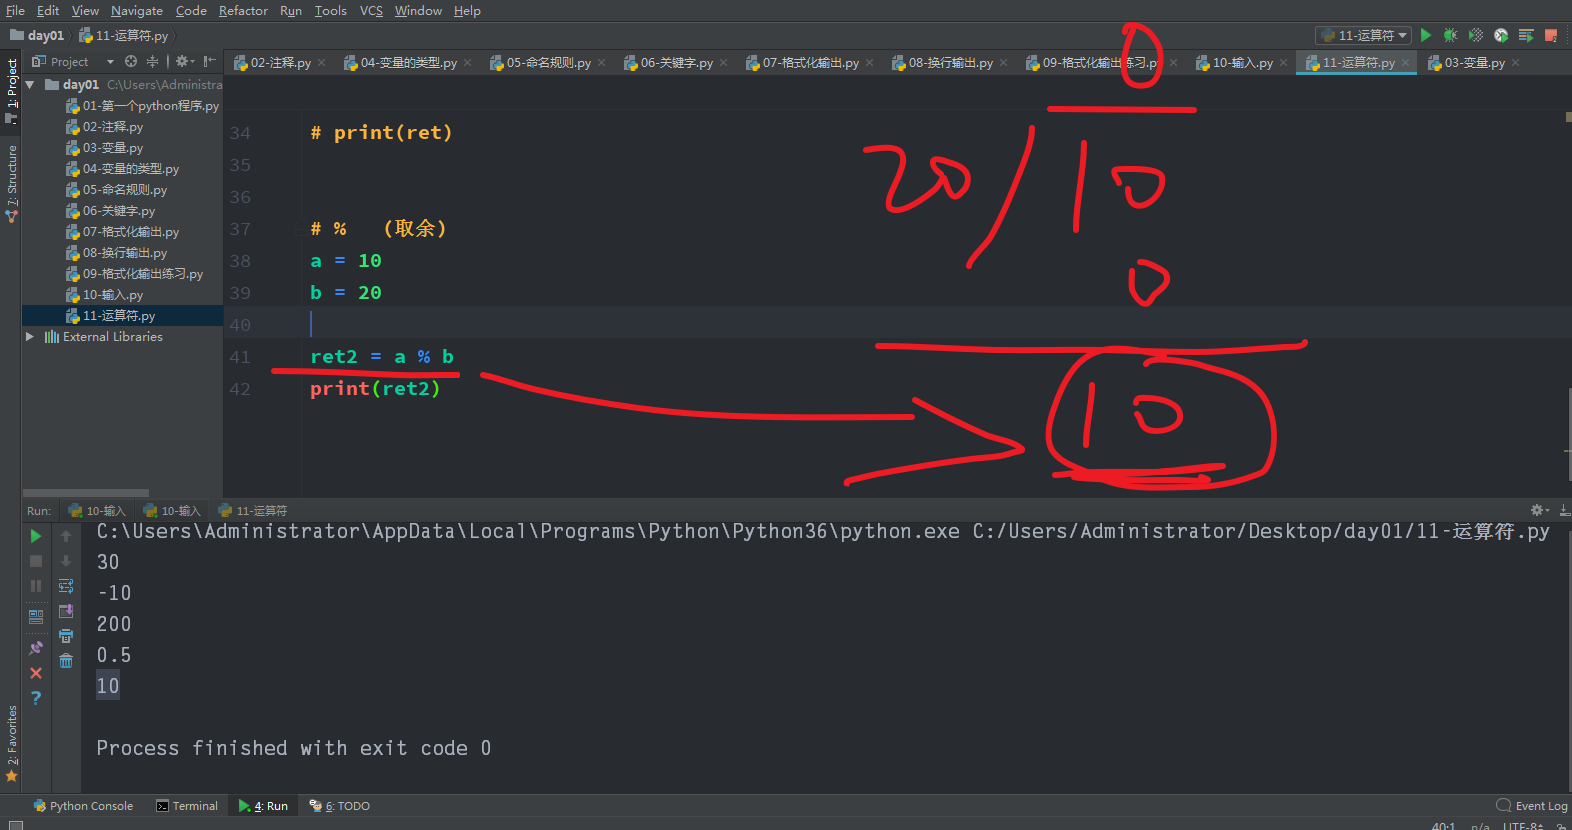 File Edit View Navigate Code Refactor Run Tools VCS Window Help
day01 11-运算符.py 11-运算符
1: Project
7: Structure
2: Favorites
Project
02-注释.py 04-变量的类型.py 05-命名规则.py 06-关键字.py 07-格式化输出.py 08-换行输出.py 09-格式化输出练习.py 10-输入.py 11-运算符.py 03-变量.py
day01 C:\Users\Administra
01-第一个python程序.py
02-注释.py
03-变量.py
04-变量的类型.py
05-命名规则.py
06-关键字.py
07-格式化输出.py
08-换行输出.py
09-格式化输出练习.py
10-输入.py
11-运算符.py
External Libraries
34 # print(ret)
35
36
37 # % （取余）
38 a = 10
39 b = 20
40
41 ret2 = a % b
42 print(ret2)
0
20 / 10
0
10
Run: 10-输入 10-输入 11-运算符
C:\Users\Administrator\AppData\Local\Programs\Python\Python36\python.exe C:/Users/Administrator/Desktop/day01/11-运算符.py
30
-10
200
0.5
10
Process finished with exit code 0
Python Console Terminal 4: Run 6: TODO Event Log
40:1 n/a UTF-8